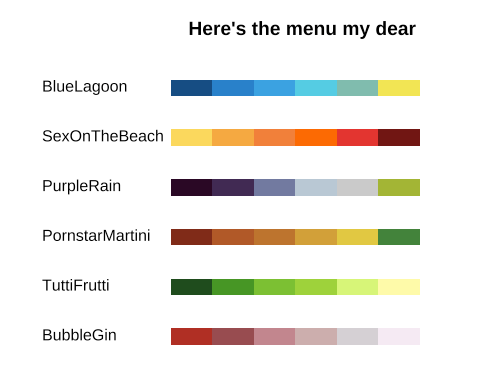 Here's the menu my dear
BlueLagoon
SexOnTheBeach
PurpleRain
PornstarMartini
TuttiFrutti
BubbleGin